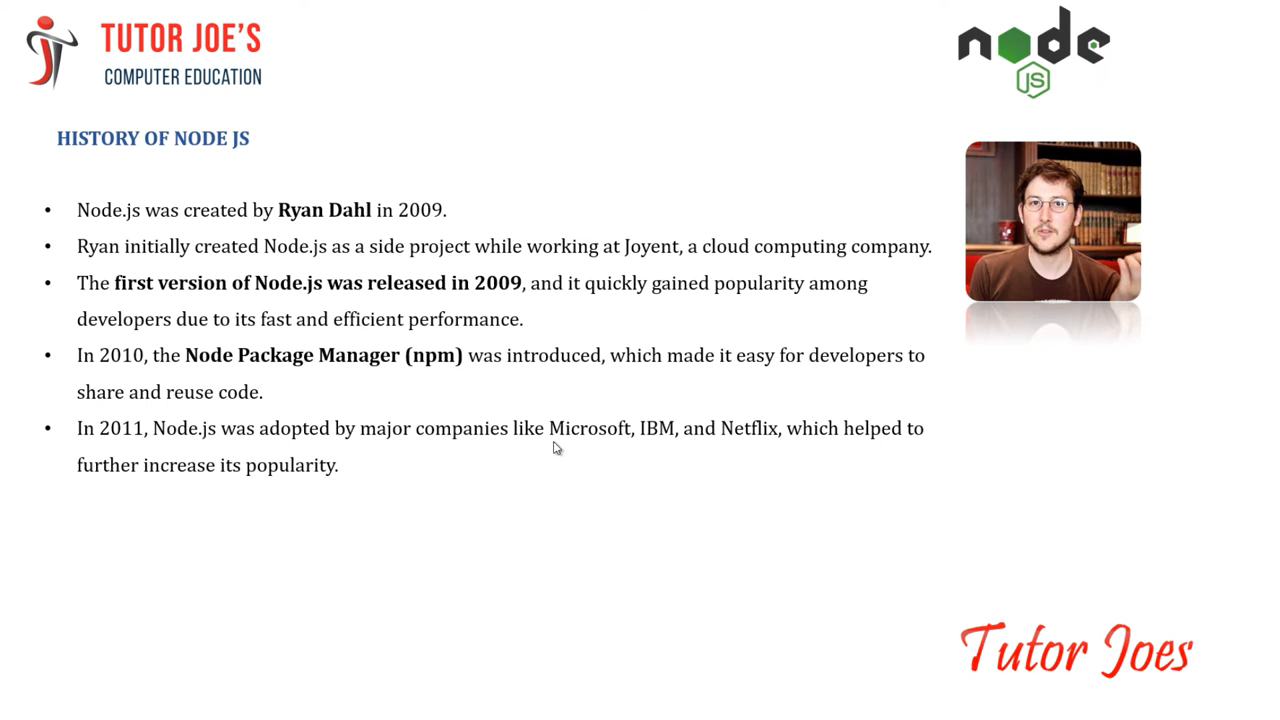 TUTOR JOE'S
COMPUTER EDUCATION
node
JS
HISTORY OF NODE JS
• Node.js was created by Ryan Dahl in 2009.
• Ryan initially created Node.js as a side project while working at Joyent, a cloud computing company.
• The first version of Node.js was released in 2009, and it quickly gained popularity among
developers due to its fast and efficient performance.
• In 2010, the Node Package Manager (npm) was introduced, which made it easy for developers to
share and reuse code.
• In 2011, Node.js was adopted by major companies like Microsoft, IBM, and Netflix, which helped to
further increase its popularity.
Tutor Joes